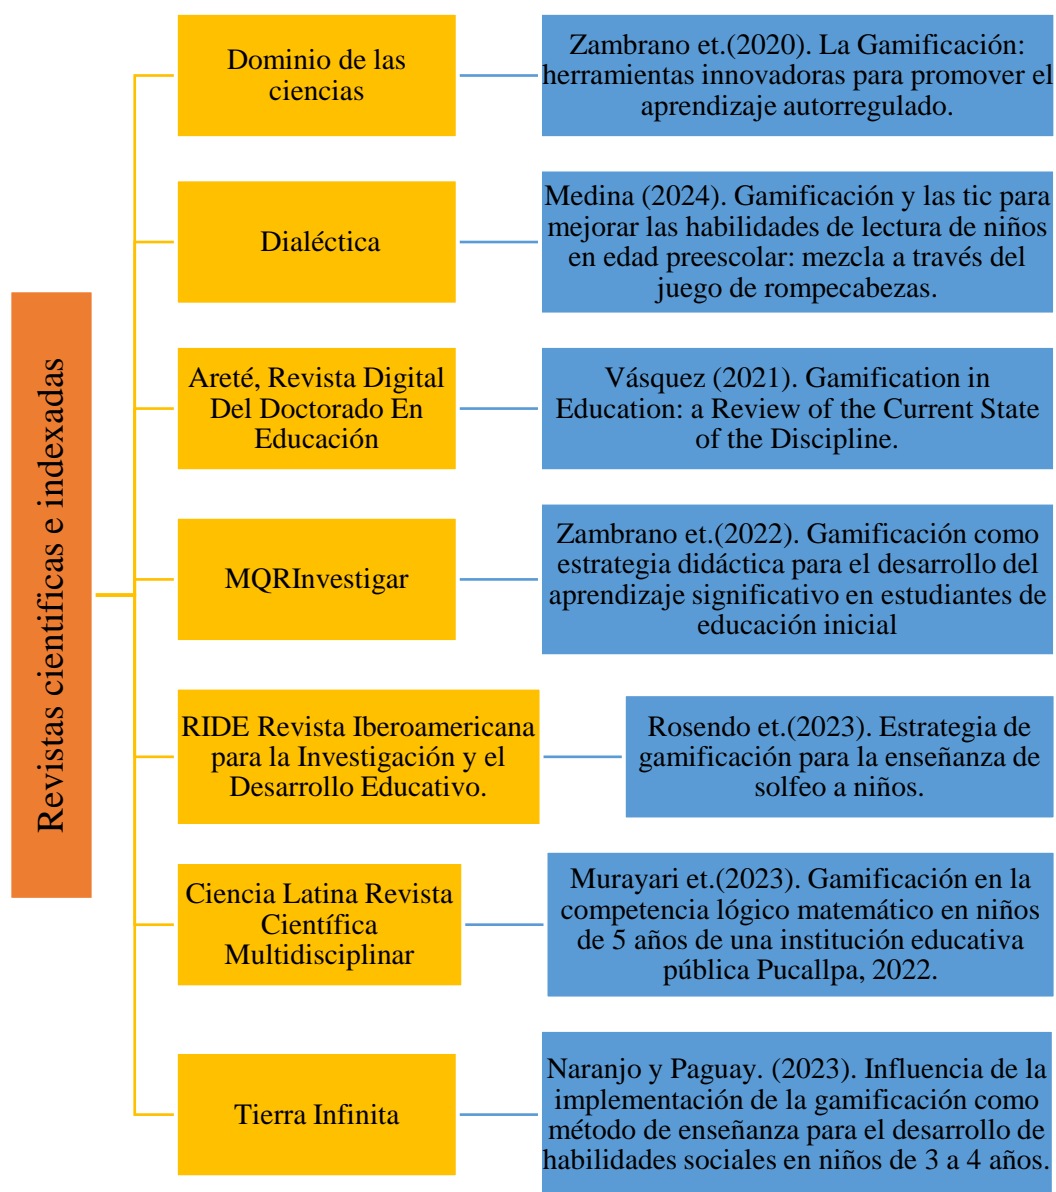 Revistas cientificas e indexadas
Dominio de las
ciencias
Zambrano et.(2020). La Gamificación:
herramientas innovadoras para promover el
aprendizaje autorregulado.
Dialéctica
Medina (2024). Gamificación y las tic para
mejorar las habilidades de lectura de niños
en edad preescolar: mezcla a través del
juego de rompecabezas.
Areté, Revista Digital
Del Doctorado En
Educación
Vásquez (2021). Gamification in
Education: a Review of the Current State
of the Discipline.
MQRInvestigar
Zambrano et.(2022). Gamificación como
estrategia didáctica para el desarrollo del
aprendizaje significativo en estudiantes de
educación inicial
RIDE Revista Iberoamericana
para la Investigación y el
Desarrollo Educativo.
Rosendo et.(2023). Estrategia de
gamificación para la enseñanza de
solfeo a niños.
Ciencia Latina Revista
Científica
Multidisciplinar
Murayari et.(2023). Gamificación en la
competencia lógico matemático en niños
de 5 años de una institución educativa
pública Pucallpa, 2022.
Tierra Infinita
Naranjo y Paguay. (2023). Influencia de la
implementación de la gamificación como
método de enseñanza para el desarrollo de
habilidades sociales en niños de 3 a 4 años.